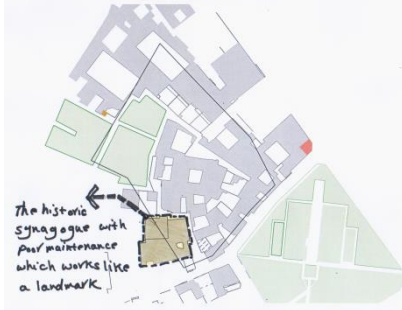 The historic
synagogue with
poor maintenance
which works like
a landmark